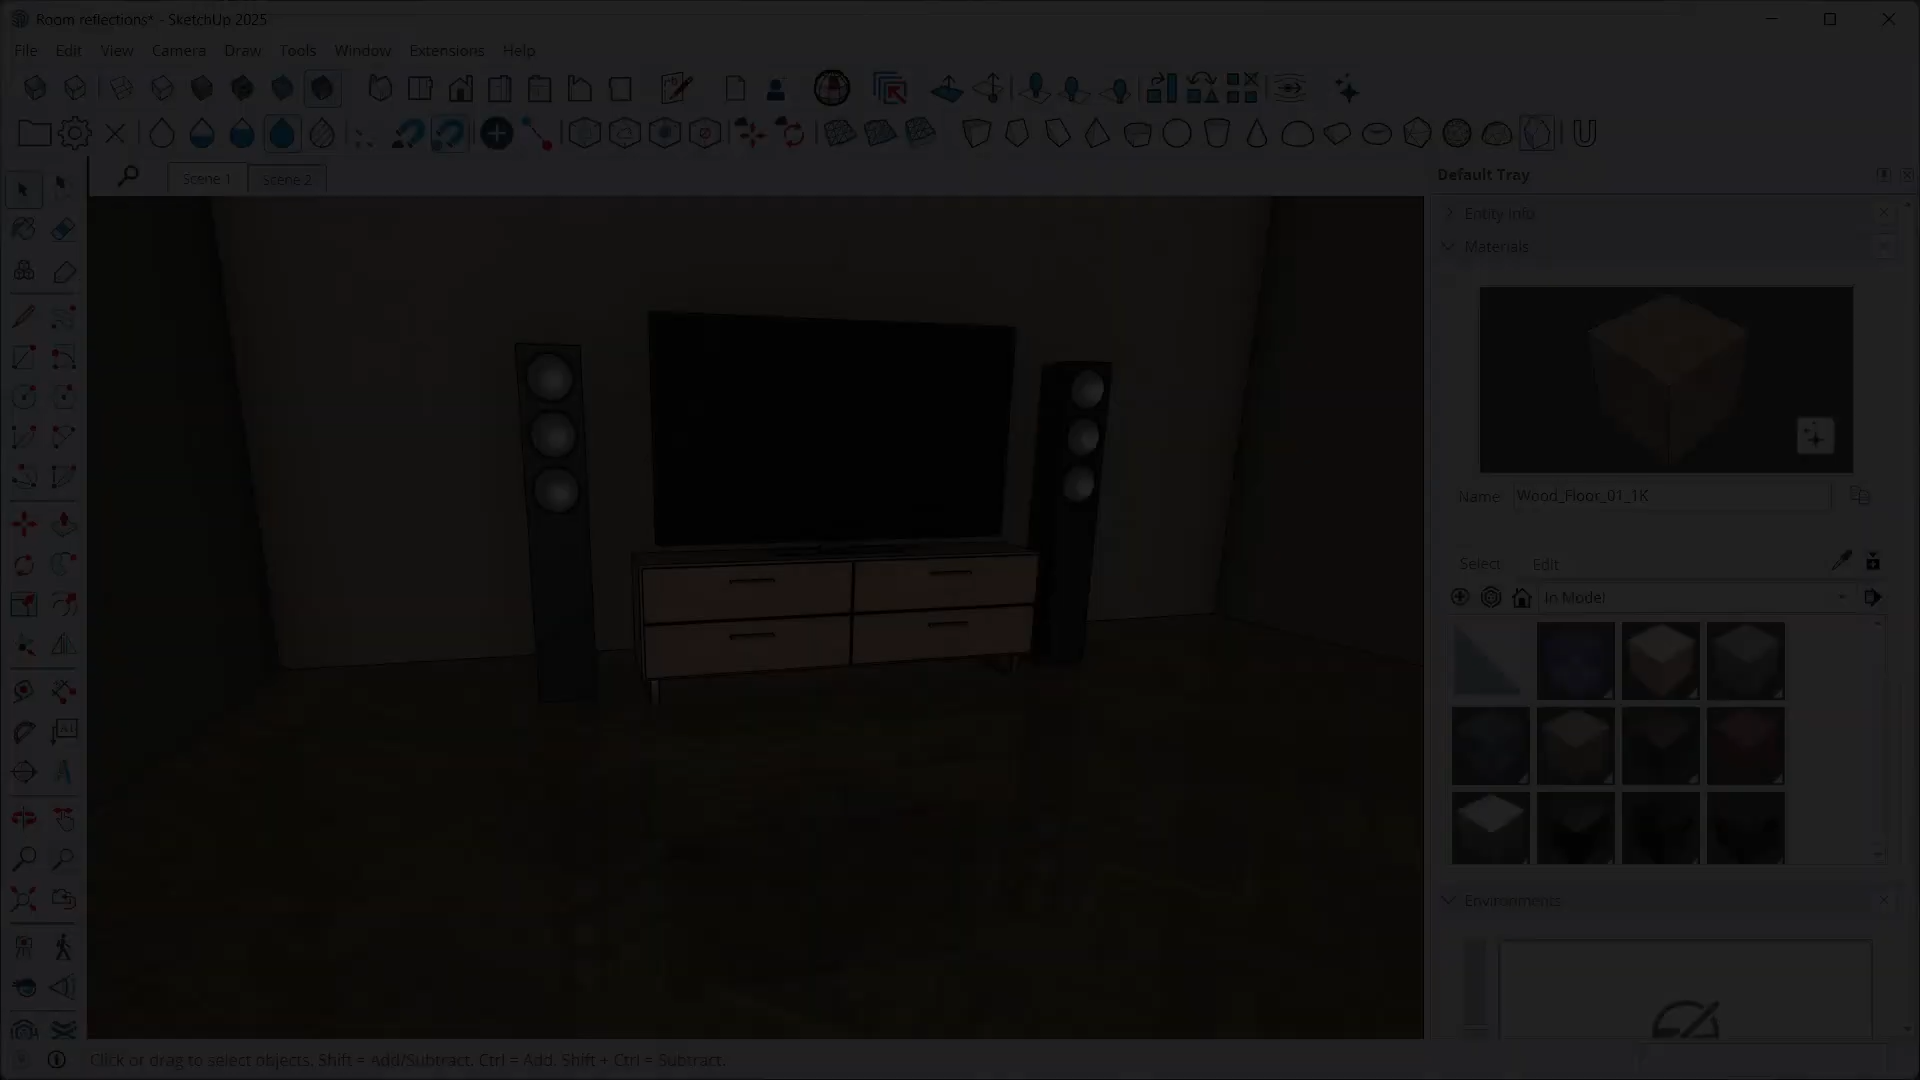 Room reflections* - SketchUp 2025
File Edit View Camera Draw Tools Window Extensions Help
Scene 1 Scene 2
Default Tray
Entity Info
Materials
Name Wood_Floor_01_1K
Select Edit
In Model
Environments
Click or drag to select objects. Shift = Add/Subtract. Ctrl = Add. Shift + Ctrl = Subtract.